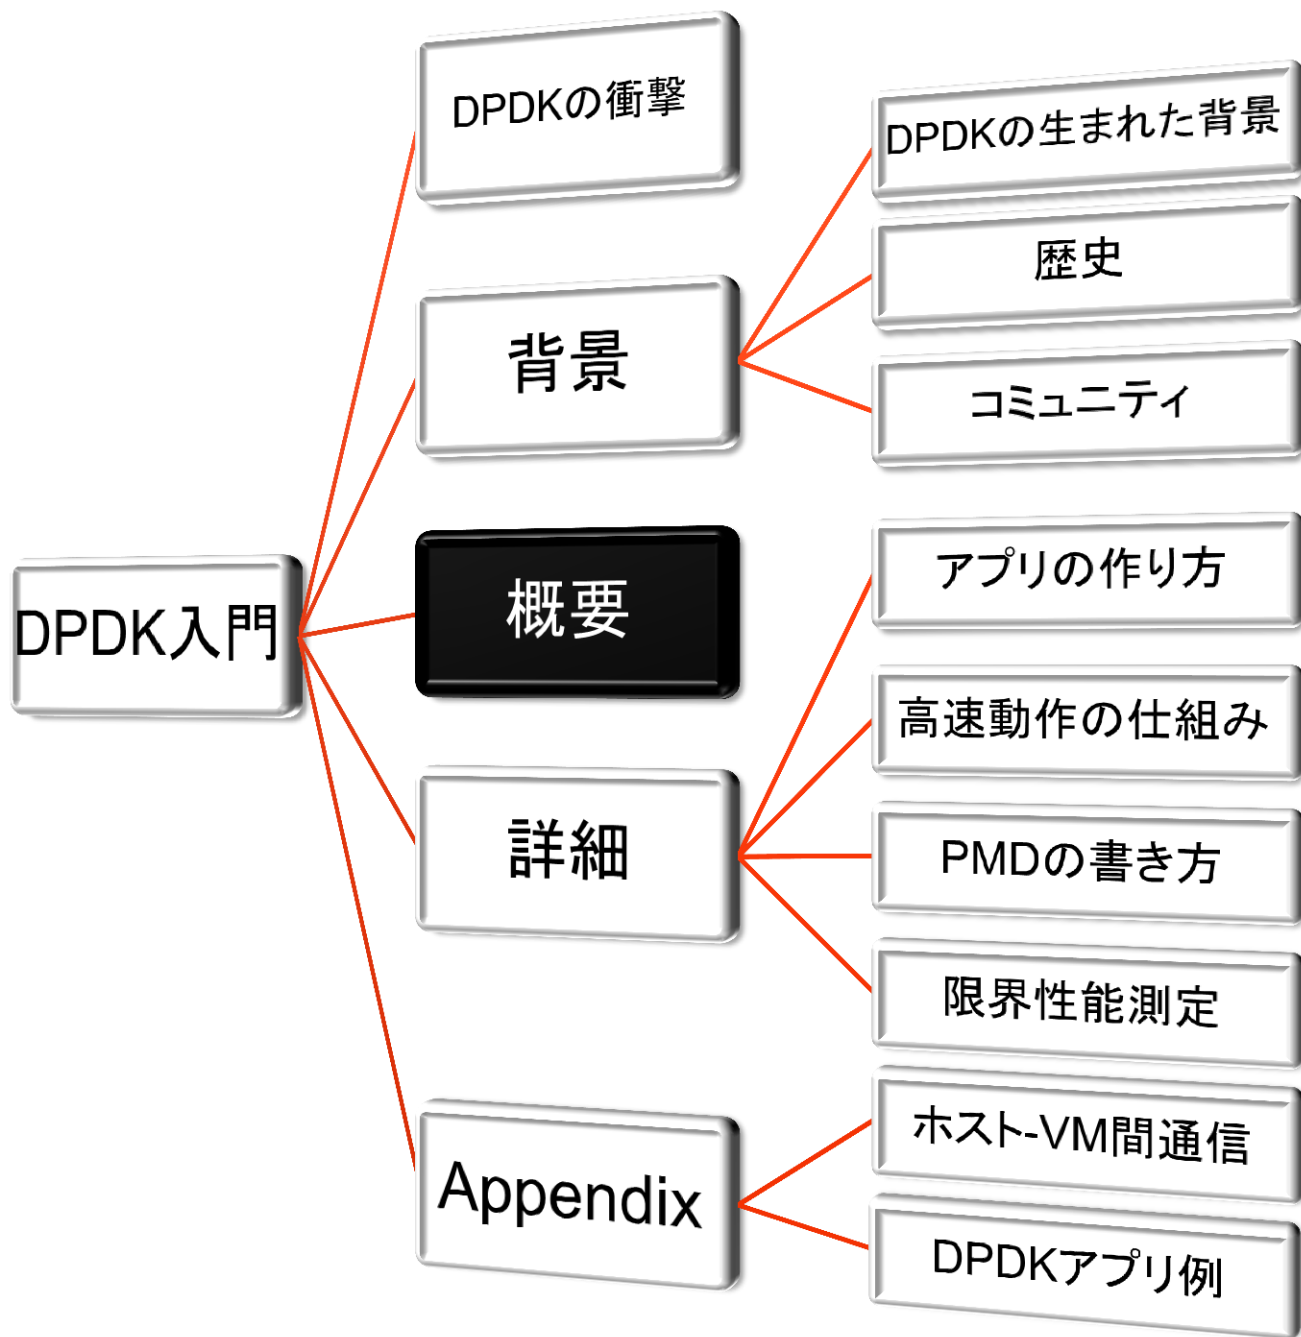 DPDK入門
DPDKの衝撃
背景
DPDKの生まれた背景
歴史
コミュニティ
概要
詳細
アプリの作り方
高速動作の仕組み
PMDの書き方
限界性能測定
Appendix
ホスト-VM間通信
DPDKアプリ例